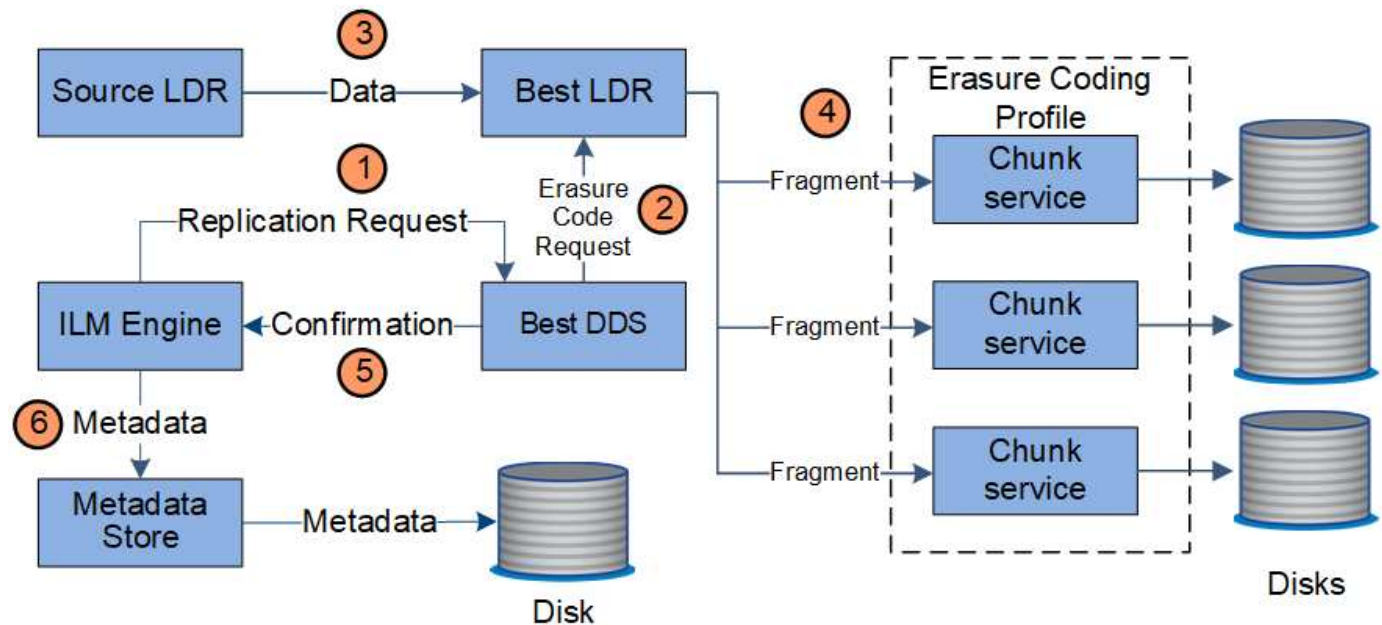 3
Source LDR
Data
Best LDR
4
Erasure Coding
Profile
Fragment
Chunk
service
1
Replication Request
Erasure
Code
Request
2
ILM Engine
Confirmation
Best DDS
5
Fragment
Chunk
service
6
Metadata
Metadata
Store
Metadata
Disk
Fragment
Chunk
service
Disks